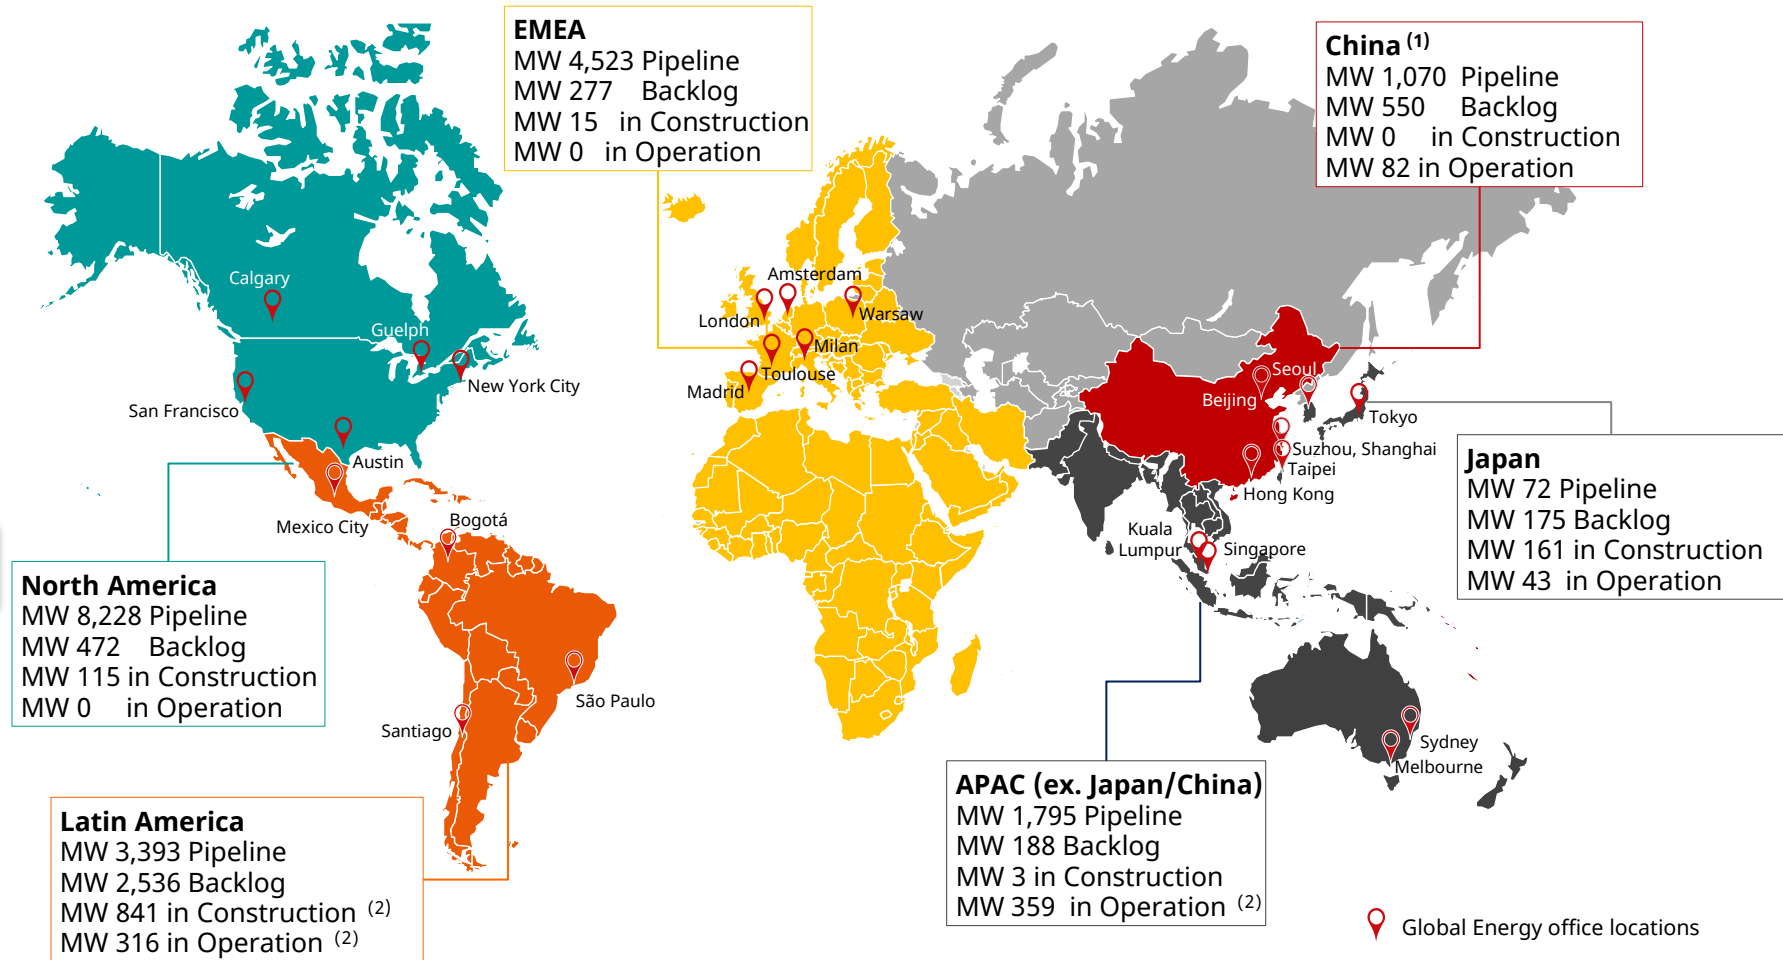 EMEA
MW 4,523 Pipeline
MW 277 Backlog
MW 15 in Construction
MW 0 in Operation
China (1)
MW 1,070 Pipeline
MW 550 Backlog
MW 0 in Construction
MW 82 in Operation
Calgary
Guelph
New York City
San Francisco
Austin
Mexico City
Bogotá
São Paulo
Santiago
Amsterdam
London
Warsaw
Milan
Toulouse
Madrid
Seoul
Beijing
Tokyo
Suzhou, Shanghai
Taipei
Hong Kong
Kuala
Lumpur
Singapore
Sydney
Melbourne
Japan
MW 72 Pipeline
MW 175 Backlog
MW 161 in Construction
MW 43 in Operation
North America
MW 8,228 Pipeline
MW 472 Backlog
MW 115 in Construction
MW 0 in Operation
Latin America
MW 3,393 Pipeline
MW 2,536 Backlog
MW 841 in Construction (2)
MW 316 in Operation (2)
APAC (ex. Japan/China)
MW 1,795 Pipeline
MW 188 Backlog
MW 3 in Construction
MW 359 in Operation (2)
Global Energy office locations